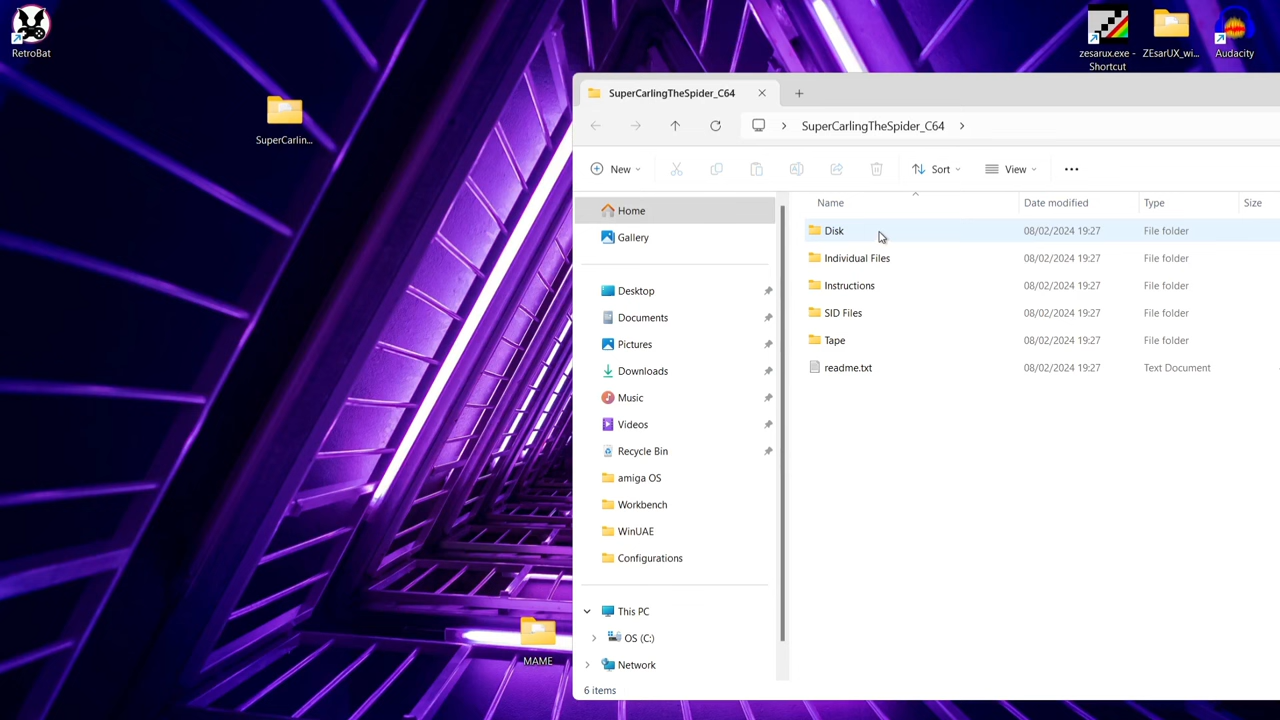 RetroBat
SuperCarlin...
zesarux.exe -
Shortcut
ZEsarUX_wi...
Audacity
SuperCarlingTheSpider_C64
SuperCarlingTheSpider_C64
New
Sort
View
Name
Date modified
Type
Size
Home
Gallery
Desktop
Documents
Pictures
Downloads
Music
Videos
Recycle Bin
amiga OS
Workbench
WinUAE
Configurations
This PC
OS (C:)
Network
Disk 08/02/2024 19:27 File folder
Individual Files 08/02/2024 19:27 File folder
Instructions 08/02/2024 19:27 File folder
SID Files 08/02/2024 19:27 File folder
Tape 08/02/2024 19:27 File folder
readme.txt 08/02/2024 19:27 Text Document
6 items
MAME